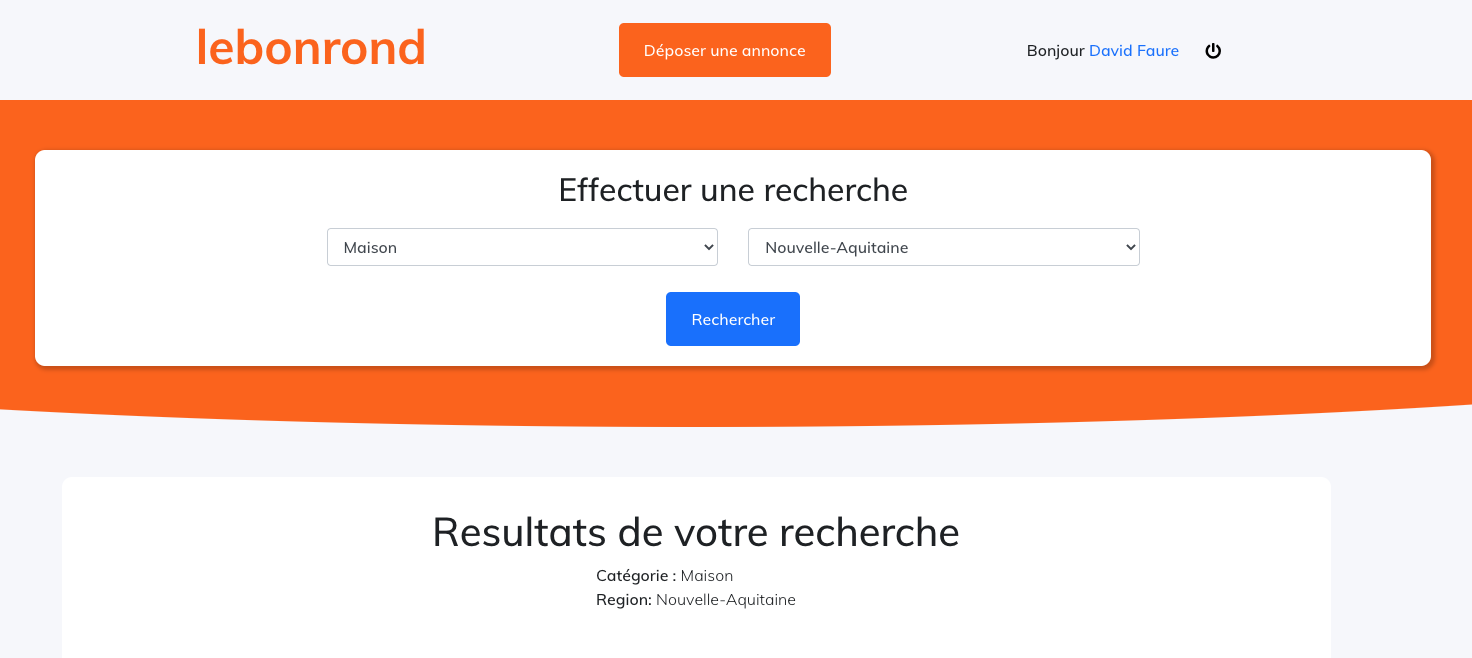 lebonrond
Déposer une annonce
Bonjour David Faure
Effectuer une recherche
Maison
Nouvelle-Aquitaine
Rechercher
Resultats de votre recherche
Catégorie : Maison
Region: Nouvelle-Aquitaine